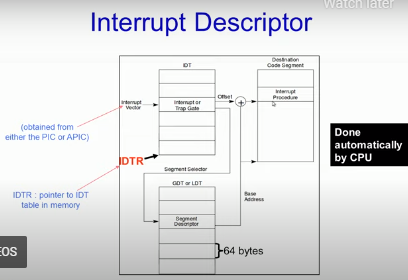 Watch later
Interrupt Descriptor
IDT
Destination
Code Segment
Interrupt
Vector
Interrupt or
Trap Gate
Offset
+
Interrupt
Procedure
(obtained from
either the PIC or APIC)
IDTR
Done
automatically
by CPU
Segment Selector
IDTR : pointer to IDT
table in memory
GDT or LDT
Base
Address
Segment
Descriptor
64 bytes
EOS